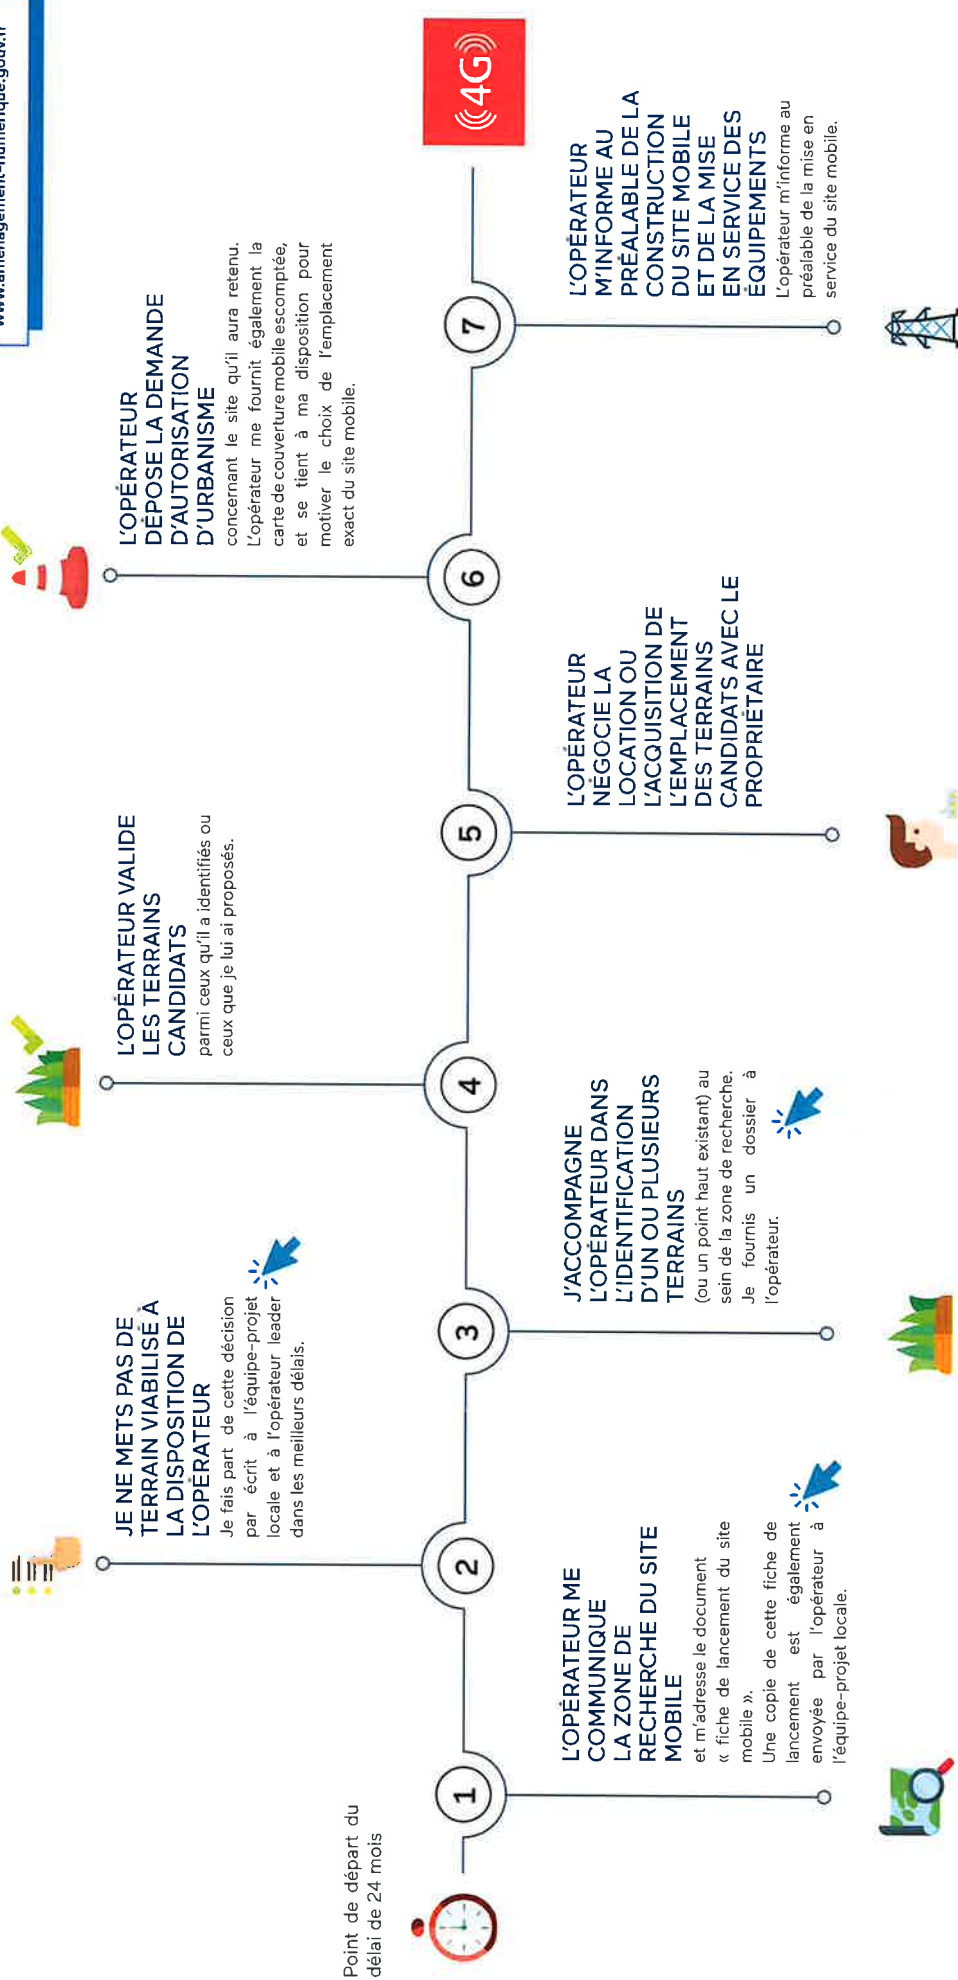 www.amenagement-numerique.gouv.fr
Point de départ du
délai de 24 mois
1
L'OPÉRATEUR ME
COMMUNIQUE
LA ZONE DE
RECHERCHE DU SITE
MOBILE
et m'adresse le document
« fiche de lancement du site
mobile ».
Une copie de cette fiche de
lancement est également
envoyée par l'opérateur à
l'équipe-projet locale.
2
JE NE METS PAS DE
TERRAIN VIABILISÉ À
LA DISPOSITION DE
L'OPÉRATEUR
Je fais part de cette décision
par écrit à l'équipe-projet
locale et à l'opérateur leader
dans les meilleurs délais.
3
J'ACCOMPAGNE
L'OPÉRATEUR DANS
L'IDENTIFICATION
D'UN OU PLUSIEURS
TERRAINS
(ou un point haut existant) au
sein de la zone de recherche.
Je fournis un dossier à
l'opérateur.
4
L'OPÉRATEUR VALIDE
LES TERRAINS
CANDIDATS
parmi ceux qu'il a identifiés ou
ceux que je lui ai proposés.
5
L'OPÉRATEUR
NÉGOCIE LA
LOCATION OU
L'ACQUISITION DE
L'EMPLACEMENT
DES TERRAINS
CANDIDATS AVEC LE
PROPRIÉTAIRE
6
L'OPÉRATEUR
DÉPOSE LA DEMANDE
D'AUTORISATION
D'URBANISME
concernant le site qu'il aura retenu.
L'opérateur me fournit également la
carte de couverture mobile escomptée,
et se tient à ma disposition pour
motiver le choix de l'emplacement
exact du site mobile.
7
L'OPÉRATEUR
M'INFORME AU
PRÉALABLE DE LA
CONSTRUCTION
DU SITE MOBILE
ET DE LA MISE
EN SERVICE DES
ÉQUIPEMENTS
L'opérateur m'informe au
préalable de la mise en
service du site mobile.
4G